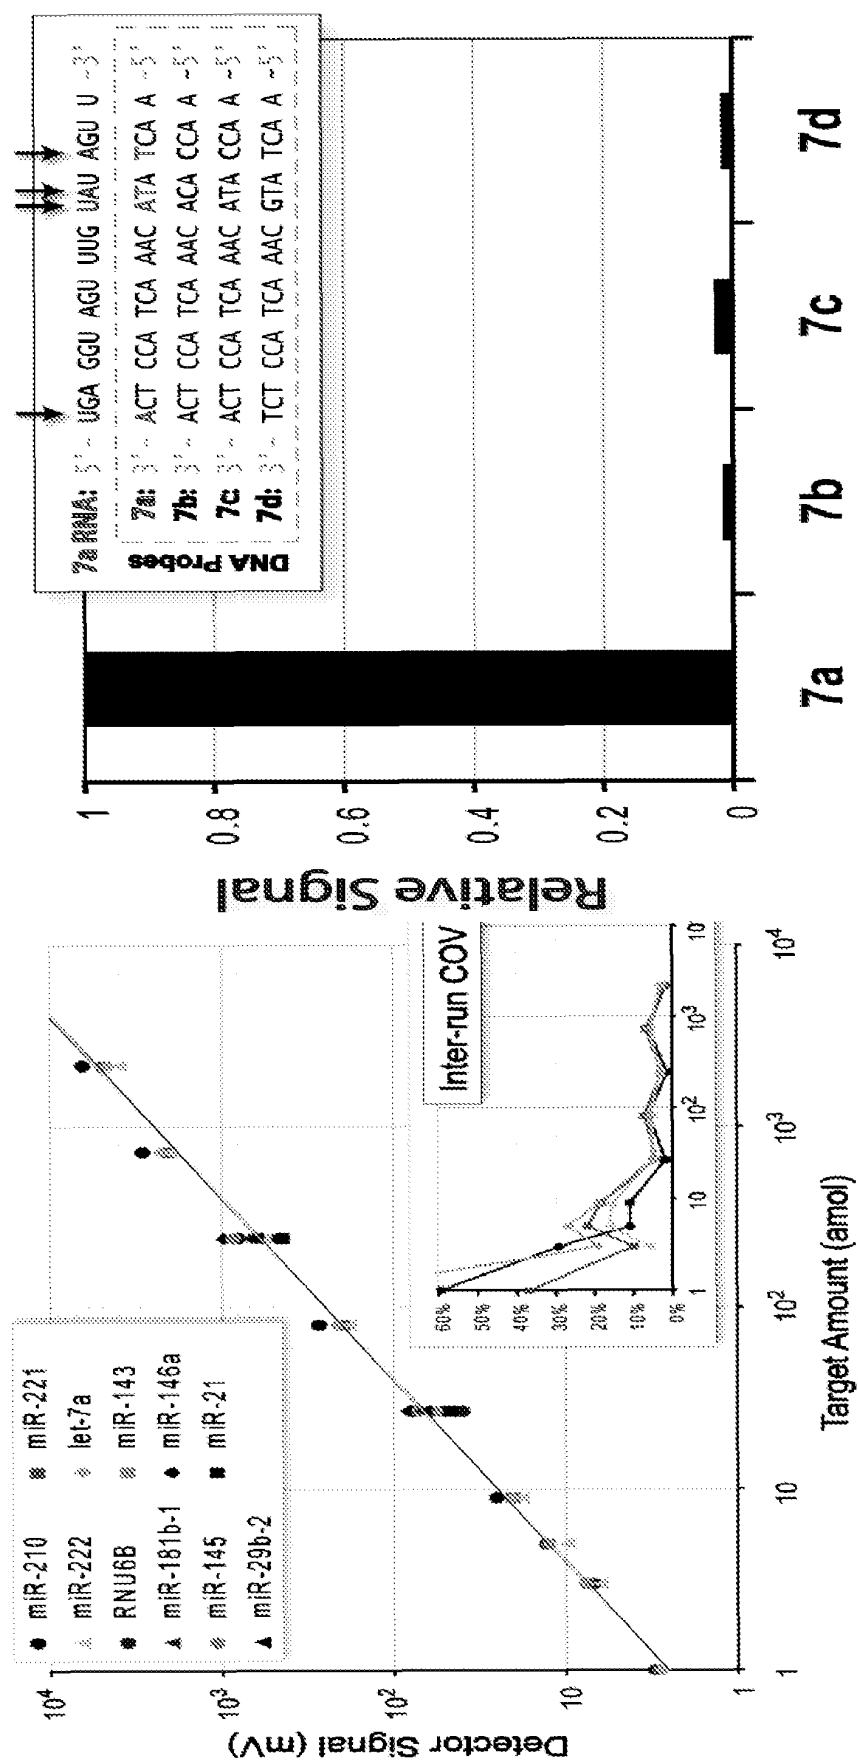 miR-210
miR-221
miR-222
let-7a
RNU6B
miR-143
miR-181b-1
miR-146a
miR-145
miR-21
miR-29b-2
Detector Signal (mV)
10⁴
10³
10²
10
1
1
10
10²
10³
10⁴
Target Amount (amol)
Inter-run COV
60%
50%
40%
30%
20%
10%
0%
1
10
10²
10³
10
Relative Signal
1
0.8
0.6
0.4
0.2
0
7a
7b
7c
7d
7a RNA: 5'- UGA GGU AGU UUG UAU AGU U -3'
DNA Probes
7a: 3'- ACT CCA TCA AAC ATA TCA A -5'
7b: 3'- ACT CCA TCA AAC ACA CCA A -5'
7c: 3'- ACT CCA TCA AAC ATA CCA A -5'
7d: 3'- TCT CCA TCA AAC GTA TCA A -5'